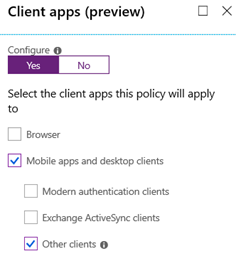 Client apps (preview)
Configure
Yes No
Select the client apps this policy will apply
to
Browser
Mobile apps and desktop clients
Modern authentication clients
Exchange ActiveSync clients
Other clients